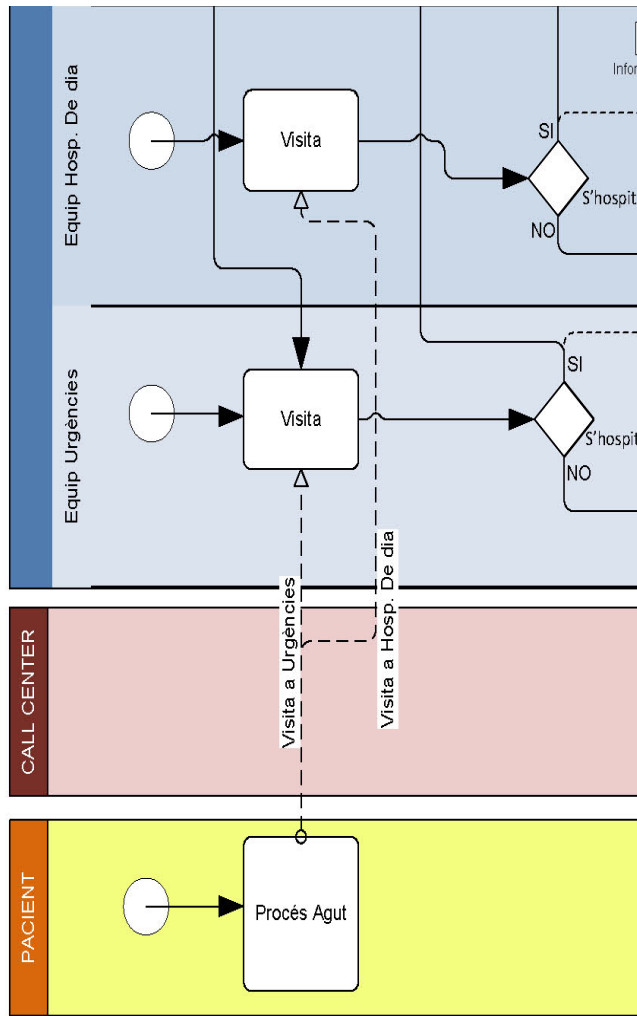 Equip Hosp. De dia
Visita
SI
S'hospit
NO
Infor
Equip Urgències
Visita
SI
S'hospit
NO
Visita a Urgències
Visita a Hosp. De dia
CALL CENTER
PACIENT
Procés Agut